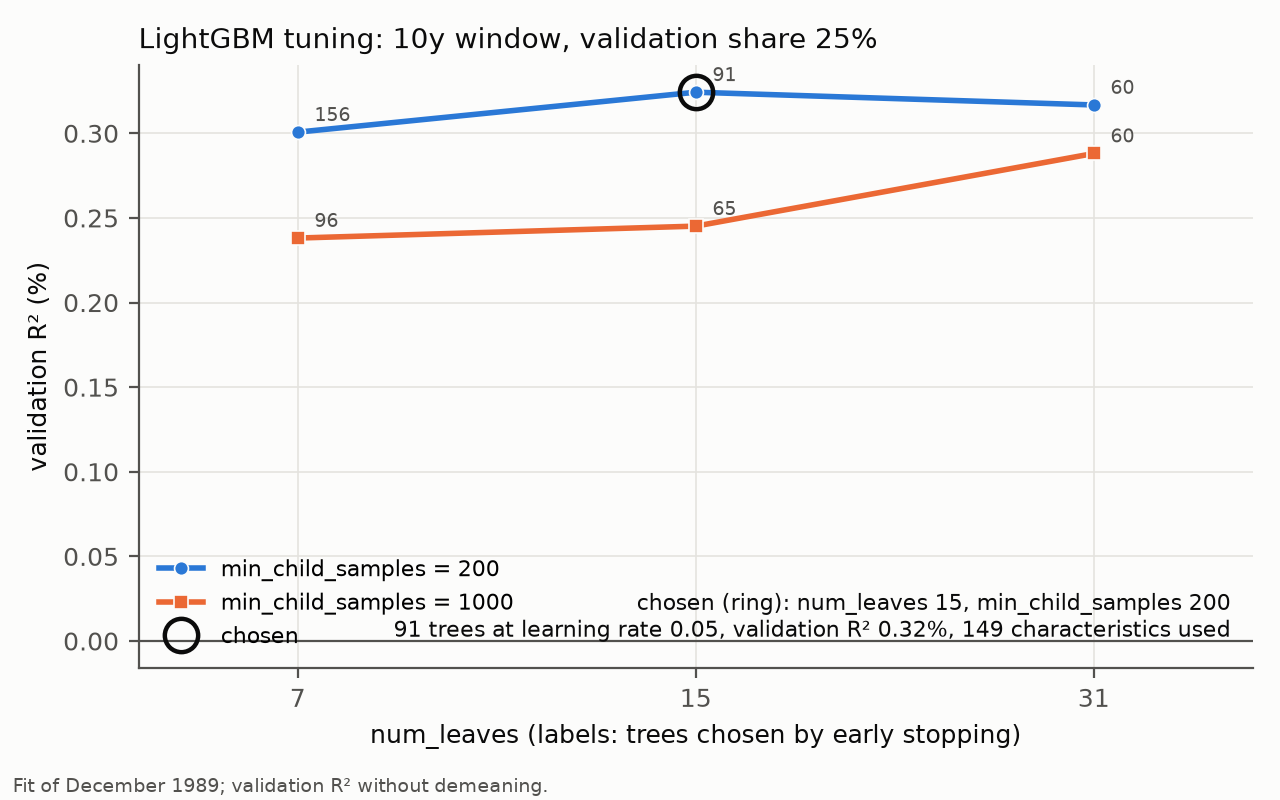 LightGBM tuning: 10y window, validation share 25%
91
60
156
0.30
60
96
65
0.25
validation R² (%)
0.20
0.15
0.10
0.05
min_child_samples = 200
min_child_samples = 1000
chosen (ring): num_leaves 15, min_child_samples 200
chosen
91 trees at learning rate 0.05, validation R² 0.32%, 149 characteristics used
0.00
7
15
31
num_leaves (labels: trees chosen by early stopping)
Fit of December 1989; validation R² without demeaning.